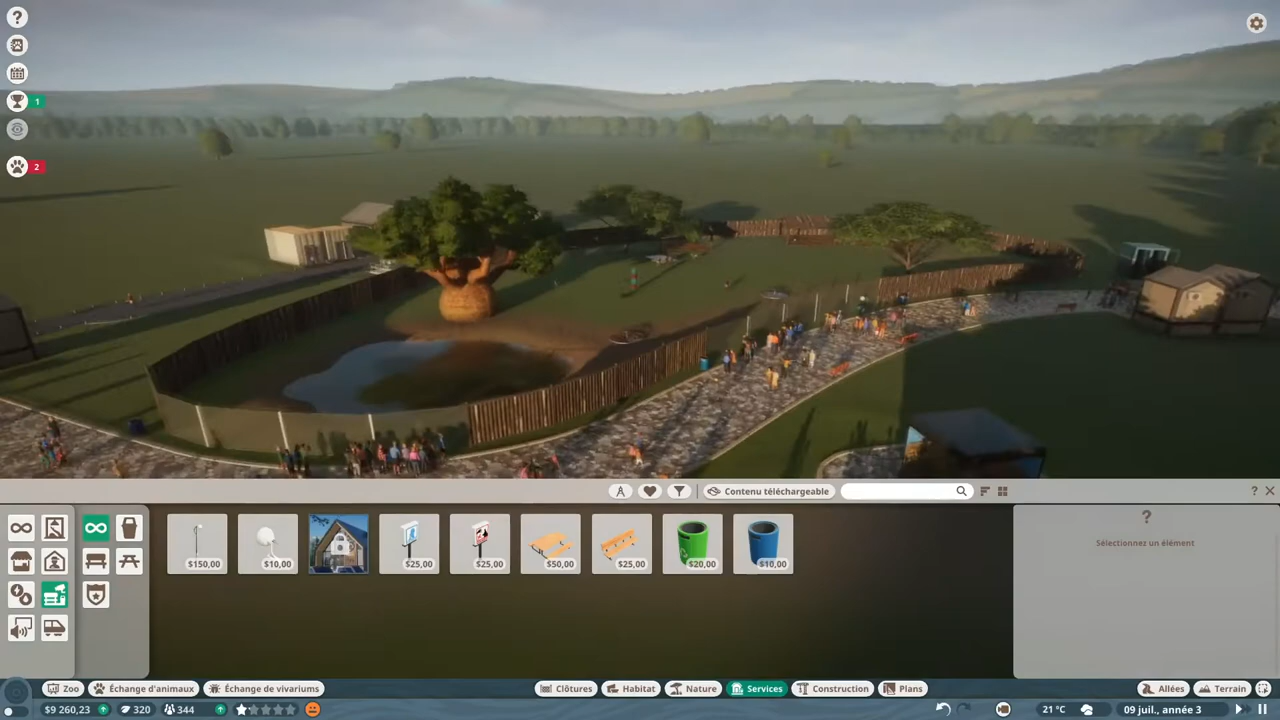 ?
1
2
Contenu téléchargeable
?
$150,00
$10,00
$25,00
$25,00
$50,00
$25,00
$20,00
$10,00
?
Sélectionnez un élément
Zoo
Échange d'animaux
Échange de vivariums
Clôtures
Habitat
Nature
Services
Construction
Plans
Allées
Terrain
$9 260,23
320
344
21 °C
09 juil., année 3